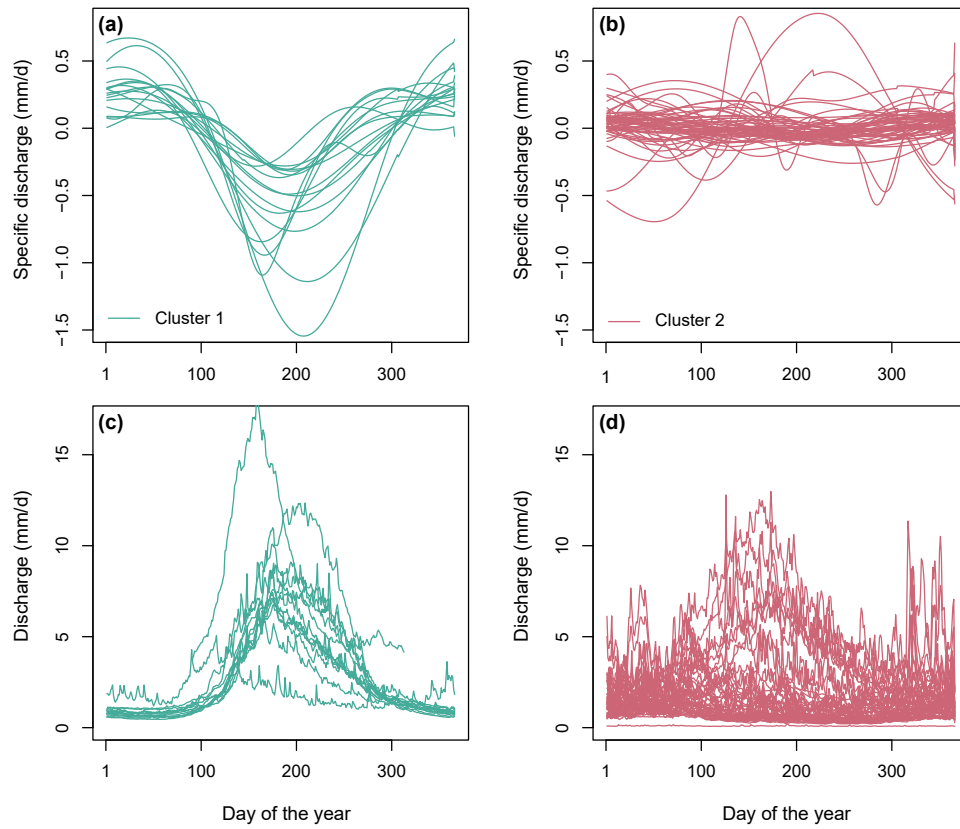 (a)
Specific discharge (mm/d)
0.5
0.0
−0.5
−1.0
−1.5
Cluster 1
1
100
200
300
(b)
Specific discharge (mm/d)
0.5
0.0
−0.5
−1.0
−1.5
Cluster 2
1
100
200
300
(c)
Discharge (mm/d)
15
10
5
0
1
100
200
300
Day of the year
(d)
Discharge (mm/d)
15
10
5
0
1
100
200
300
Day of the year